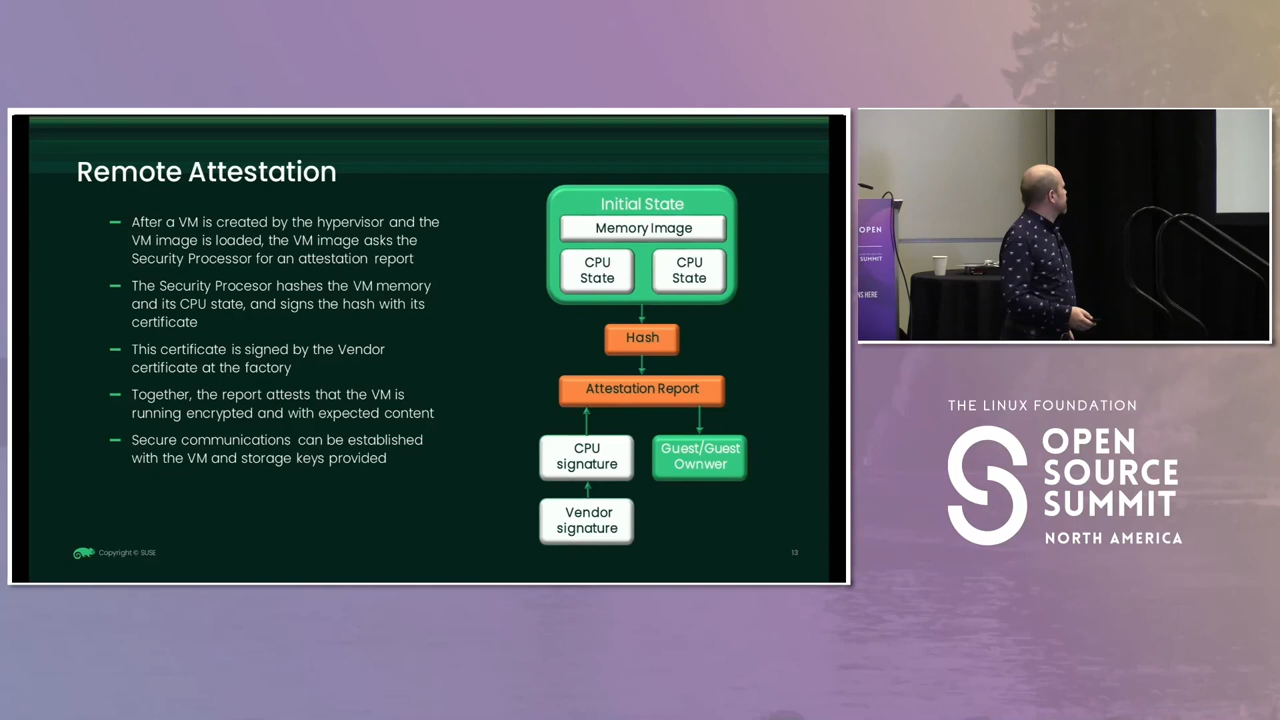 Remote Attestation
— After a VM is created by the hypervisor and the
VM image is loaded, the VM image asks the
Security Processor for an attestation report
— The Security Procesor hashes the VM memory
and its CPU state, and signs the hash with its
certificate
— This certificate is signed by the Vendor
certificate at the factory
— Together, the report attests that the VM is
running encrypted and with expected content
— Secure communications can be established
with the VM and storage keys provided
Initial State
Memory Image
CPU
State
CPU
State
Hash
Attestation Report
CPU
signature
Guest/Guest
Ownwer
Vendor
signature
Copyright © SUSE
13
OPEN
SUMMIT
NS HERE
THE LINUX FOUNDATION
OPEN
SOURCE
SUMMIT
NORTH AMERICA